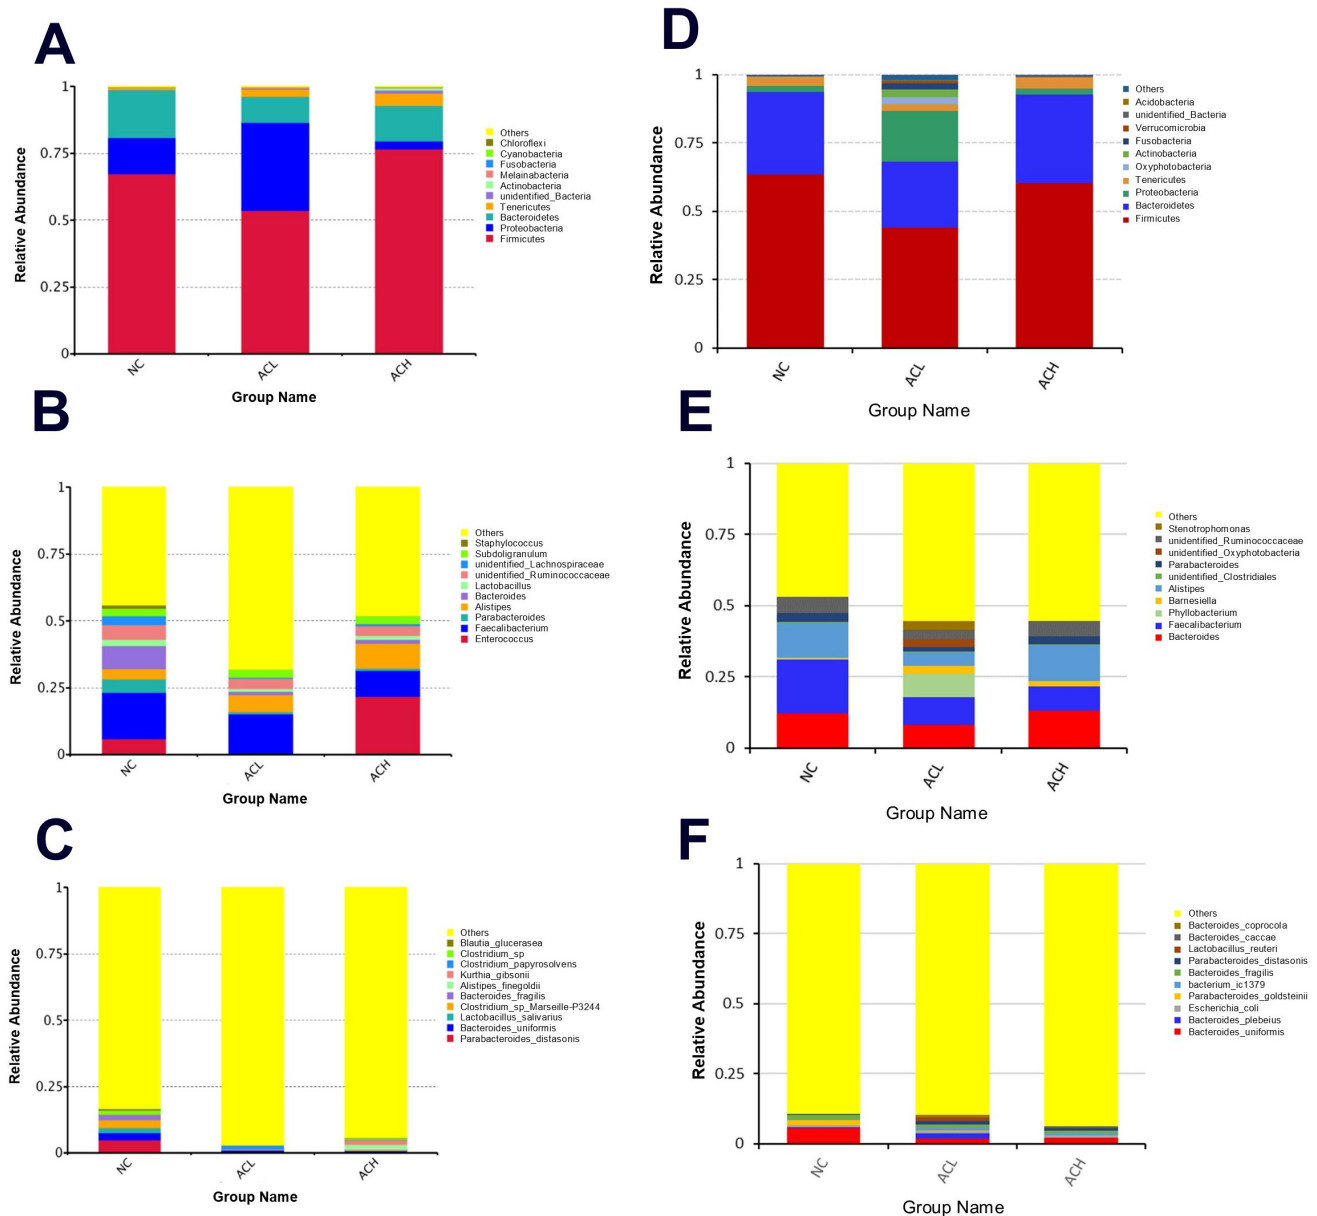 A
1
0.75
0.5
0.25
0
Relative Abundance
NC
ACL
ACH
Group Name
Others
Chloroflexi
Cyanobacteria
Fusobacteria
Melainabacteria
Actinobacteria
unidentified_Bacteria
Tenericutes
Bacteroidetes
Proteobacteria
Firmicutes
D
1
0.75
0.5
0.25
0
Relative Abundance
NC
ACL
ACH
Group Name
Others
Acidobacteria
unidentified_Bacteria
Verrucomicrobia
Fusobacteria
Actinobacteria
Oxyphotobacteria
Tenericutes
Proteobacteria
Bacteroidetes
Firmicutes
B
1
0.75
0.5
0.25
0
Relative Abundance
NC
ACL
ACH
Group Name
Others
Staphylococcus
Subdoligranulum
unidentified_Lachnospiraceae
unidentified_Ruminococcaceae
Lactobacillus
Bacteroides
Alistipes
Parabacteroides
Faecalibacterium
Enterococcus
E
1
0.75
0.5
0.25
0
Relative Abundance
NC
ACL
ACH
Group Name
Others
Stenotrophomonas
unidentified_Ruminococcaceae
unidentified_Oxyphotobacteria
Parabacteroides
unidentified_Clostridiales
Alistipes
Barnesiella
Phyllobacterium
Faecalibacterium
Bacteroides
C
1
0.75
0.5
0.25
0
Relative Abundance
NC
ACL
ACH
Group Name
Others
Blautia_glucerasea
Clostridium_sp
Clostridium_papyrosolvens
Kurthia_gibsonii
Alistipes_finegoldii
Bacteroides_fragilis
Clostridium_sp_Marseille-P3244
Lactobacillus_salivarius
Bacteroides_uniformis
Parabacteroides_distasonis
F
1
0.75
0.5
0.25
0
Relative Abundance
NC
ACL
ACH
Group Name
Others
Bacteroides_coprocola
Bacteroides_caccae
Lactobacillus_reuteri
Parabacteroides_distasonis
Bacteroides_fragilis
bacterium_ic1379
Parabacteroides_goldsteinii
Escherichia_coli
Bacteroides_plebeius
Bacteroides_uniformis